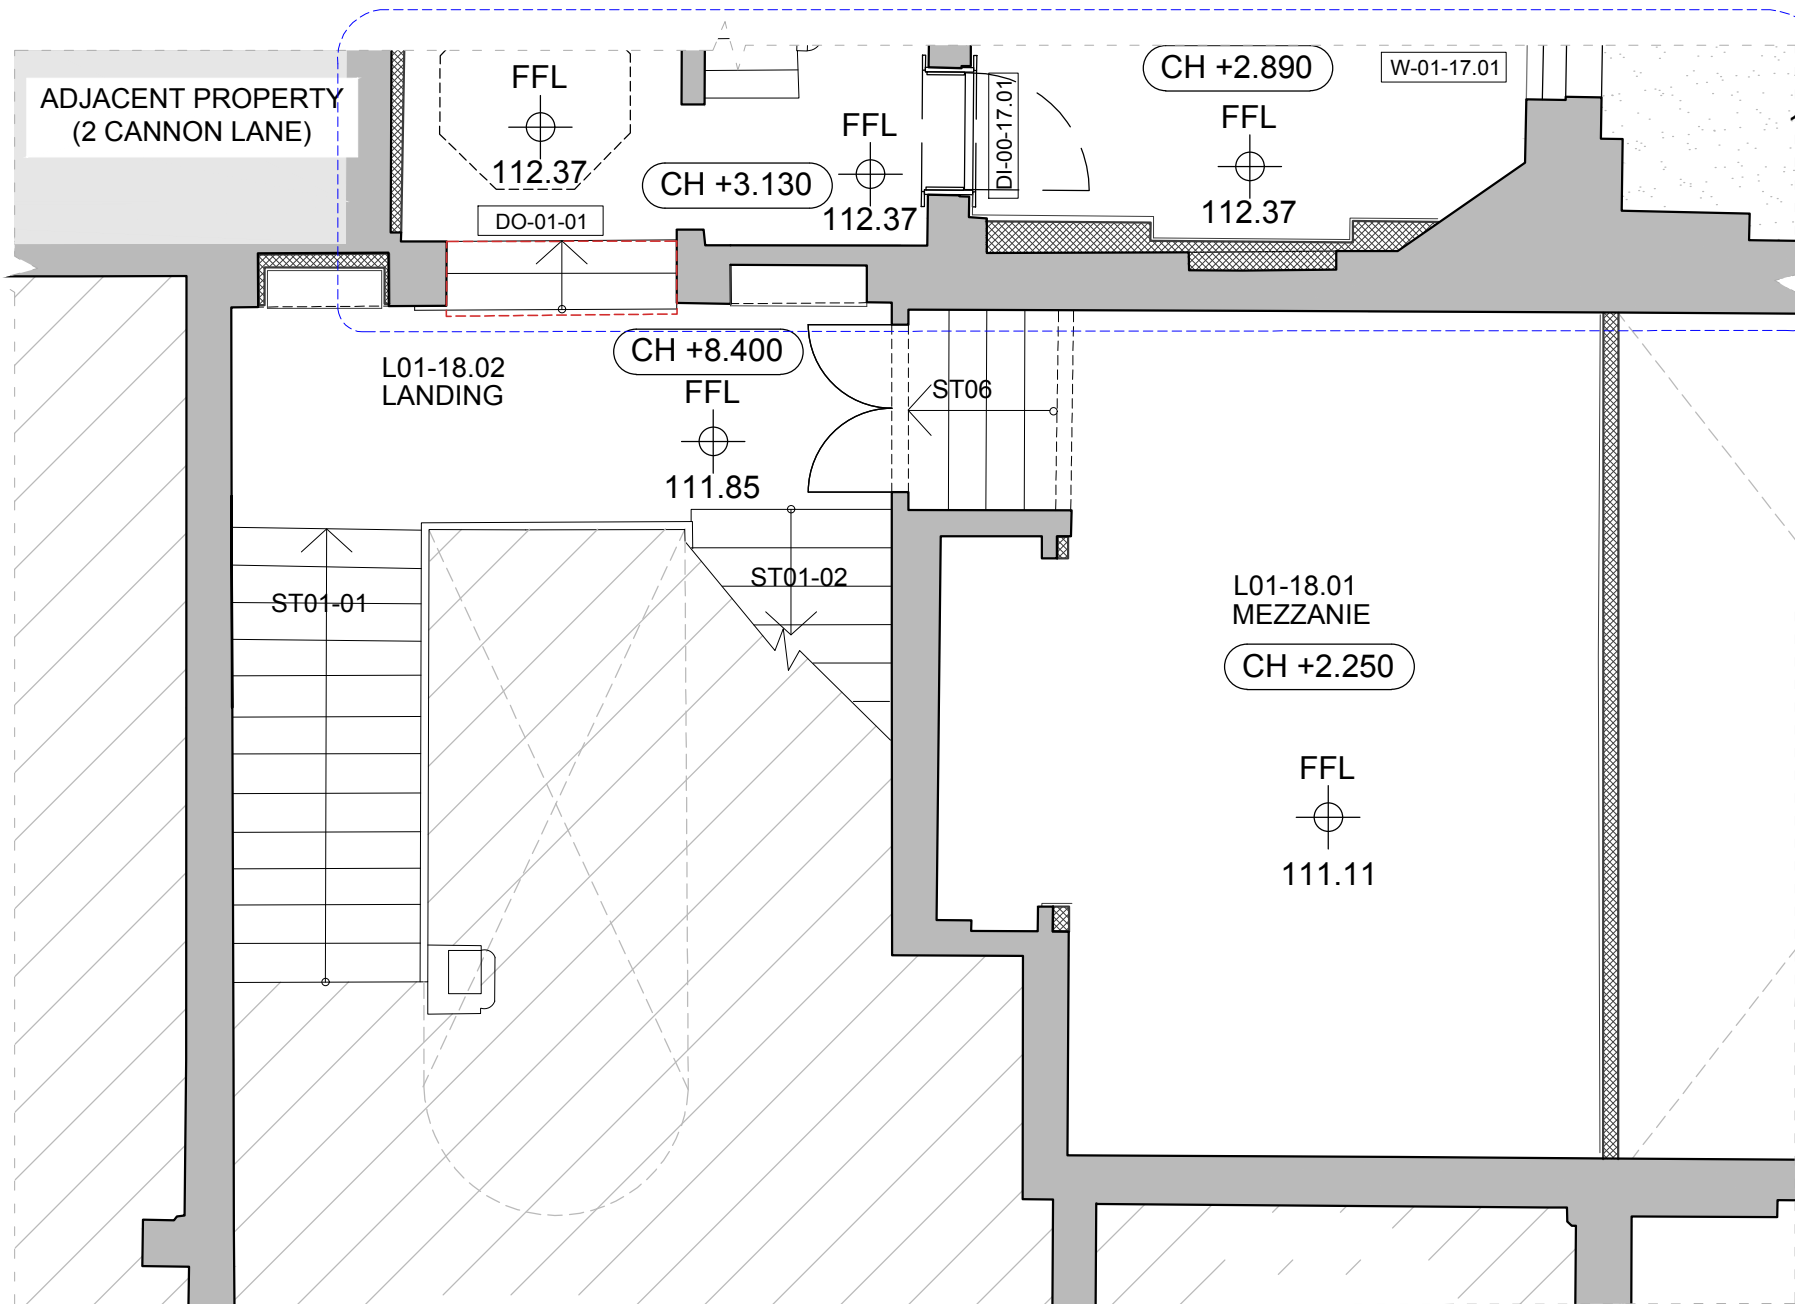 ADJACENT PROPERTY
(2 CANNON LANE)
FFL
112.37
DO-01-01
CH +3.130
FFL
112.37
DI-00-17.01
CH +2.890
FFL
112.37
W-01-17.01
L01-18.02
LANDING
CH +8.400
FFL
111.85
ST06
ST01-01
ST01-02
L01-18.01
MEZZANIE
CH +2.250
FFL
111.11